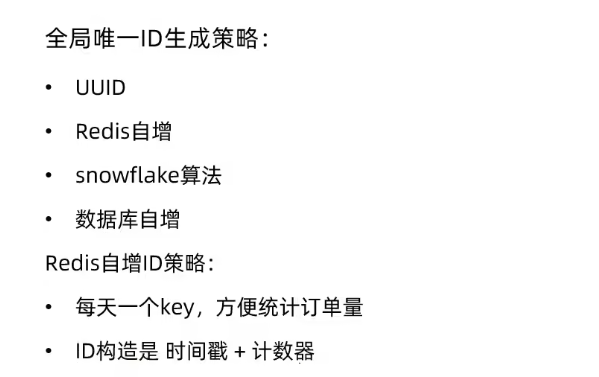 全局唯一ID生成策略：
• UUID
• Redis自增
• snowflake算法
• 数据库自增
Redis自增ID策略：
• 每天一个key，方便统计订单量
• ID构造是 时间戳 + 计数器